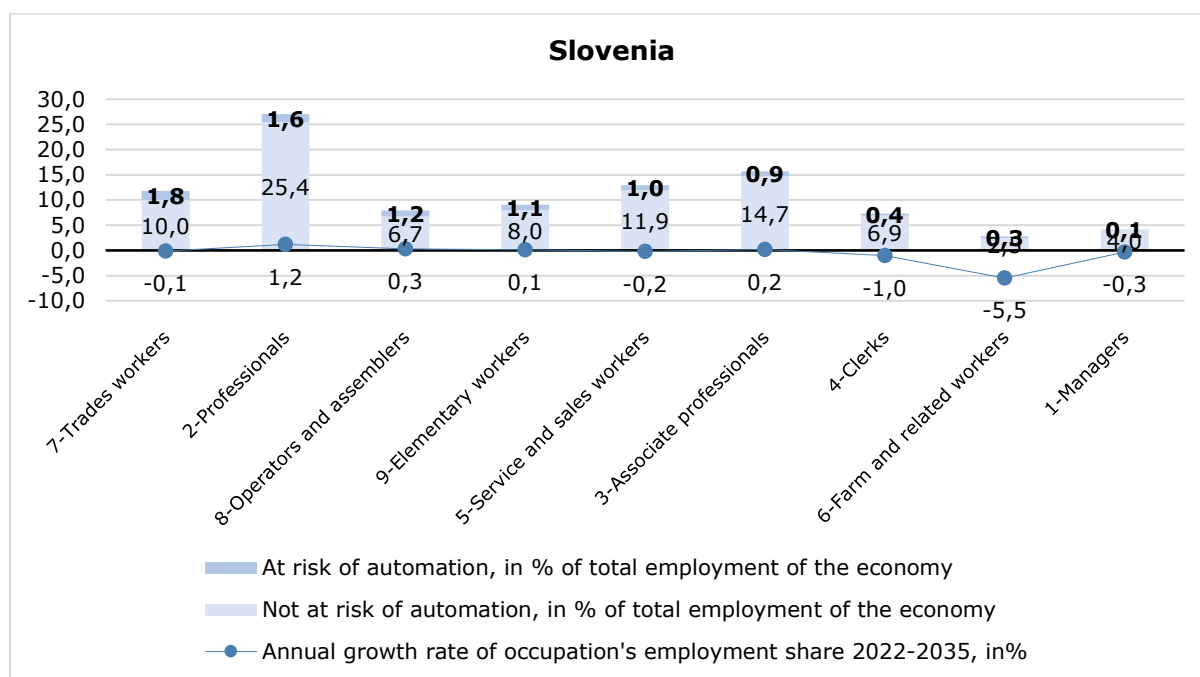 Slovenia
30,0
25,0
20,0
15,0
10,0
5,0
0,0
-5,0
-10,0
1,8 1,6 1,2 1,1 1,0 0,9 0,4 0,3 0,1
10,0 25,4 6,7 8,0 11,9 14,7 6,9 4,0
-0,1 1,2 0,3 0,1 -0,2 0,2 -1,0 -5,5 -0,3
7-Trades workers
2-Professionals
8-Operators and assemblers
9-Elementary workers
5-Service and sales workers
3-Associate professionals
4-Clerks
6-Farm and related workers
1-Managers
At risk of automation, in % of total employment of the economy
Not at risk of automation, in % of total employment of the economy
Annual growth rate of occupation's employment share 2022-2035, in%